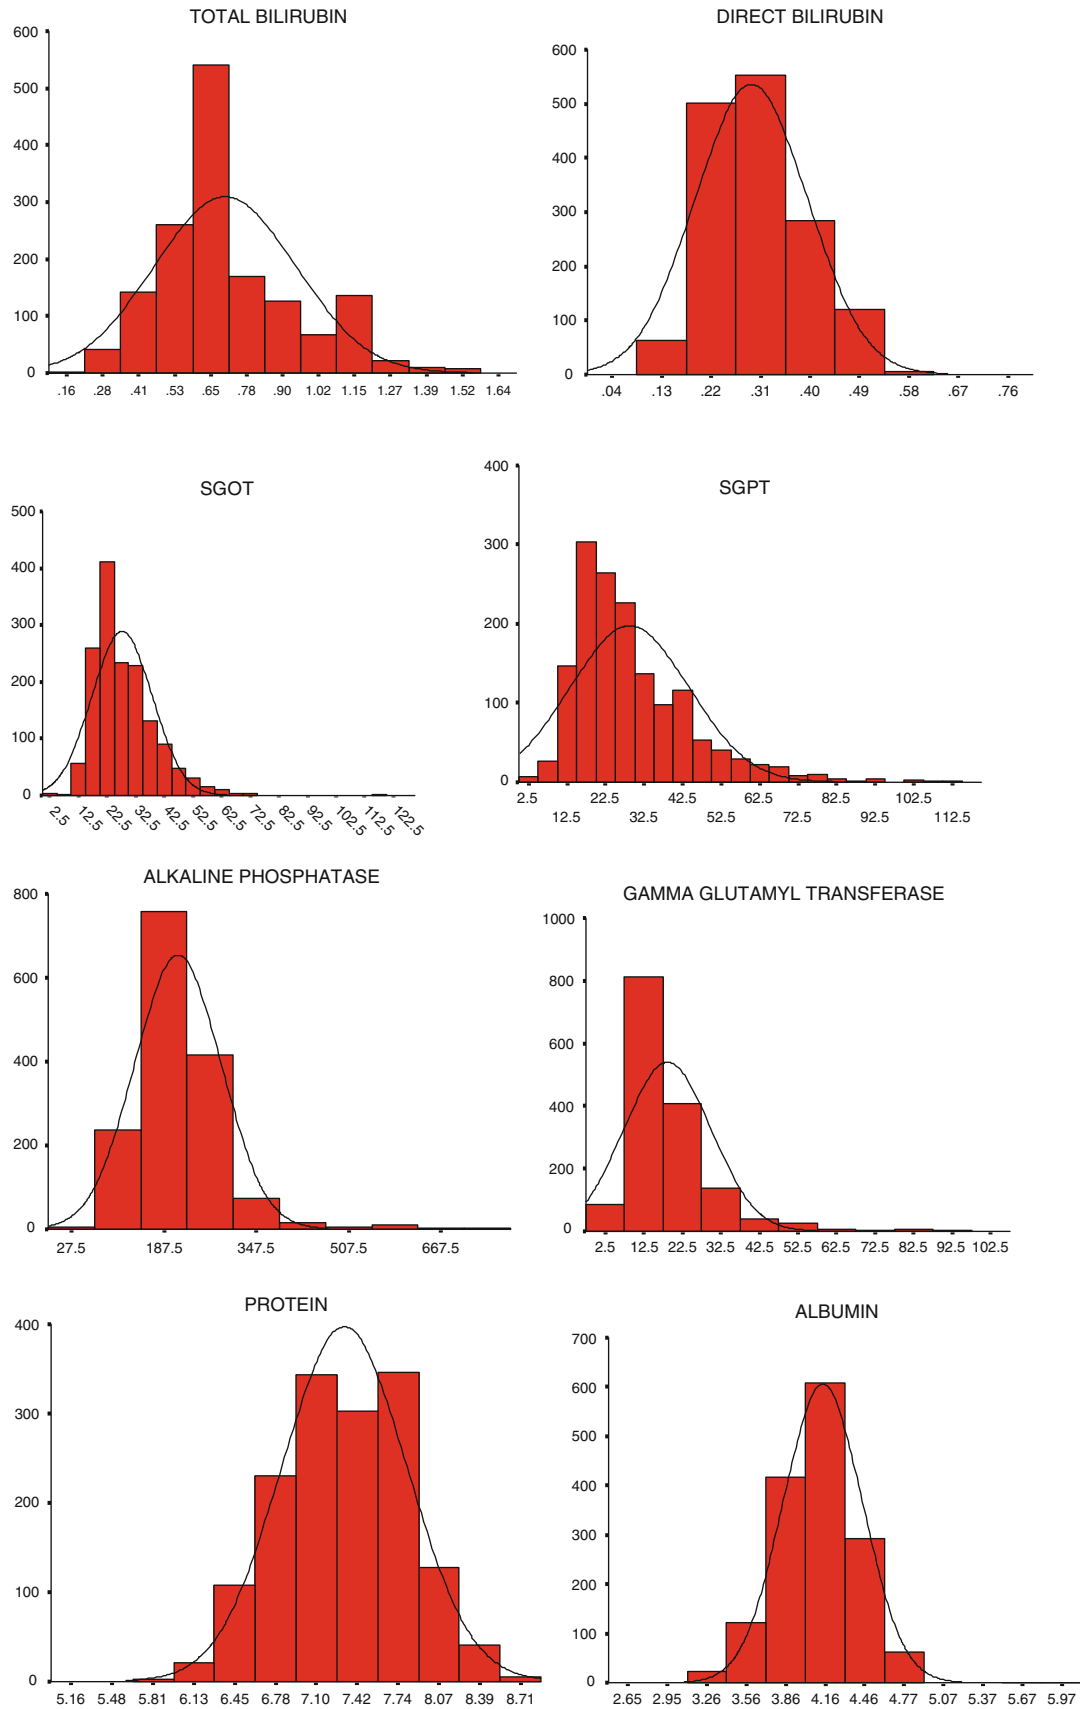 TOTAL BILIRUBIN
600
500
400
300
200
100
0
.16 .28 .41 .53 .65 .78 .90 1.02 1.15 1.27 1.39 1.52 1.64
DIRECT BILIRUBIN
600
500
400
300
200
100
0
.04 .13 .22 .31 .40 .49 .58 .67 .76
SGOT
500
400
300
200
100
0
2.5 12.5 22.5 32.5 42.5 52.5 62.5 72.5 82.5 92.5 102.5 112.5 122.5
SGPT
400
300
200
100
0
2.5 22.5 42.5 62.5 82.5 102.5
12.5 32.5 52.5 72.5 92.5 112.5
ALKALINE PHOSPHATASE
800
600
400
200
0
27.5 187.5 347.5 507.5 667.5
GAMMA GLUTAMYL TRANSFERASE
1000
800
600
400
200
0
2.5 12.5 22.5 32.5 42.5 52.5 62.5 72.5 82.5 92.5 102.5
PROTEIN
400
300
200
100
0
5.16 5.48 5.81 6.13 6.45 6.78 7.10 7.42 7.74 8.07 8.39 8.71
ALBUMIN
700
600
500
400
300
200
100
0
2.65 2.95 3.26 3.56 3.86 4.16 4.46 4.77 5.07 5.37 5.67 5.97